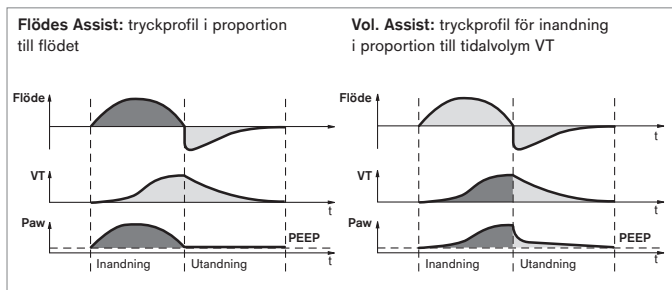 Flödes Assist: tryckprofil i proportion
till flödet
Flöde
t
VT
t
Paw
PEEP
t
Inandning
Utandning
Vol. Assist: tryckprofil för inandning
i proportion till tidalvolym VT
Flöde
t
VT
t
Paw
PEEP
t
Inandning
Utandning